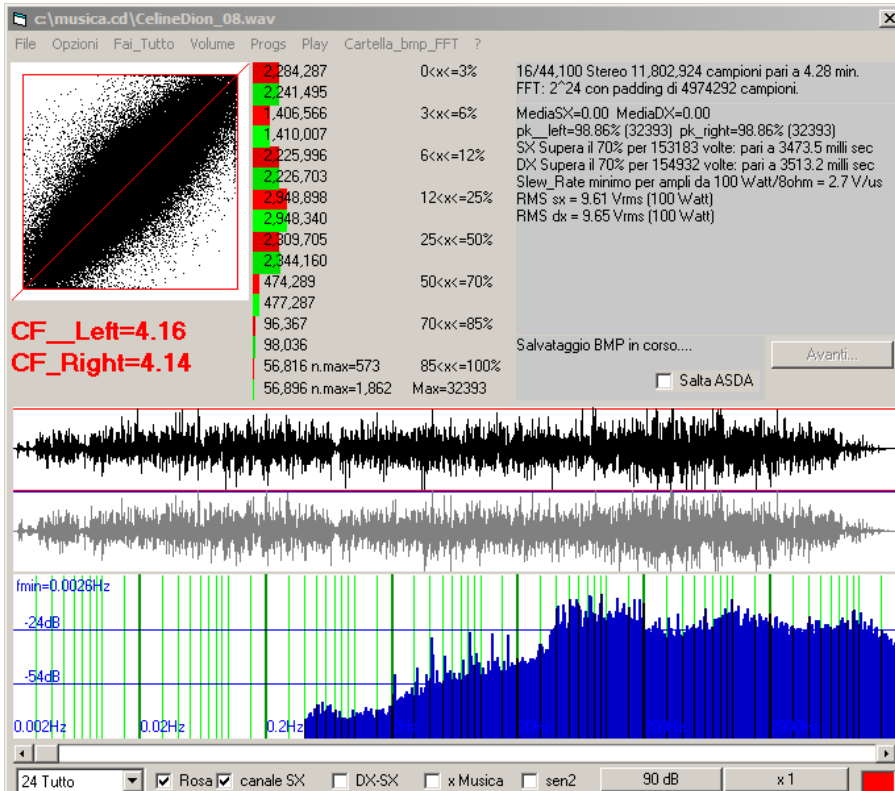 c:\musica.cd\CelineDion_08.wav
File Opzioni Fai_Tutto Volume Progs Play Cartella_bmp_FFT ?
2,284,287 0<x<=3%
2,241,495
1,406,566 3<x<=6%
1,410,007
2,225,996 6<x<=12%
2,226,703
2,948,898 12<x<=25%
2,948,340
2,309,705 25<x<=50%
2,344,160
474,289 50<x<=70%
477,287
96,367 70<x<=85%
98,036
56,816 n.max=573 85<x<=100%
56,896 n.max=1,862 Max=32393
CF__Left=4.16
CF_Right=4.14
16/44,100 Stereo 11,802,924 campioni pari a 4.28 min.
FFT: 2^24 con padding di 4974292 campioni.
MediaSX=0.00 MediaDX=0.00
pk__left=98.86% (32393) pk_right=98.86% (32393)
SX Supera il 70% per 153183 volte: pari a 3473.5 milli sec
DX Supera il 70% per 154932 volte: pari a 3513.2 milli sec
Slew_Rate minimo per ampli da 100 Watt/8ohm = 2.7 V/us
RMS sx = 9.61 Vrms (100 Watt)
RMS dx = 9.65 Vrms (100 Watt)
Salvataggio BMP in corso....
Avanti...
Salta ASDA
fmin=0.0026Hz
-24dB
-54dB
0.002Hz 0.02Hz 0.2Hz
24 Tutto Rosa canale SX DX-SX x Musica sen2 90 dB x 1